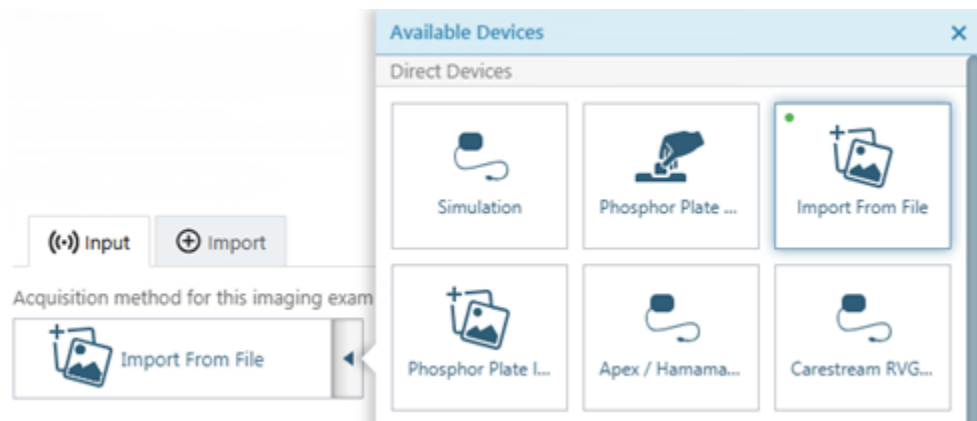 Available Devices
Direct Devices
Simulation
Phosphor Plate ...
Import From File
Input
Import
Acquisition method for this imaging exam
Import From File
Phosphor Plate I...
Apex / Hamama...
Carestream RVG...